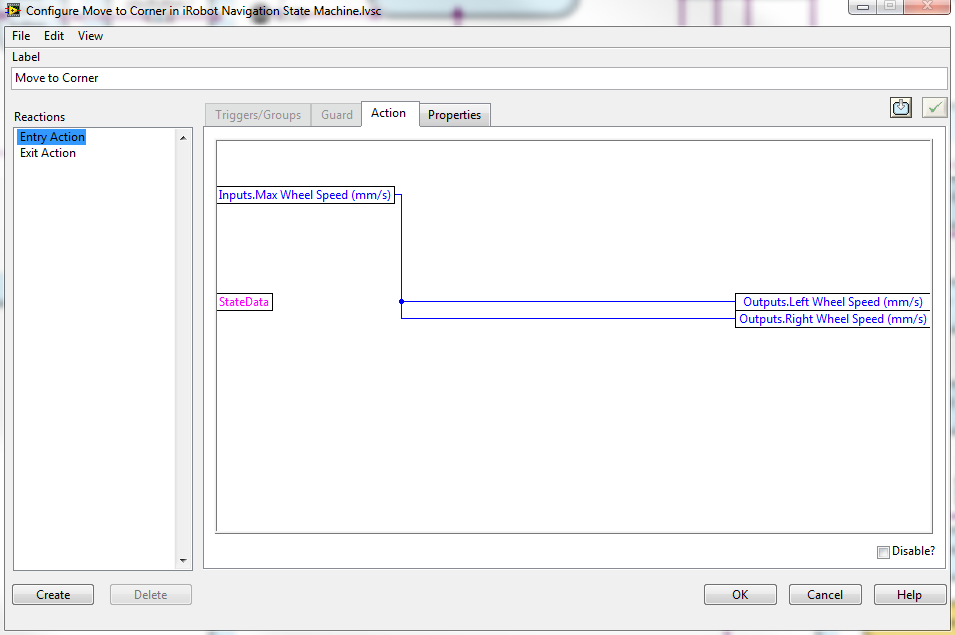 Configure Move to Corner in iRobot Navigation State Machine.lvsc
File Edit View
Label
Move to Corner
Reactions
Triggers/Groups Guard Action Properties
Entry Action
Exit Action
Inputs.Max Wheel Speed (mm/s)
StateData
Outputs.Left Wheel Speed (mm/s)
Outputs.Right Wheel Speed (mm/s)
Disable?
Create Delete OK Cancel Help